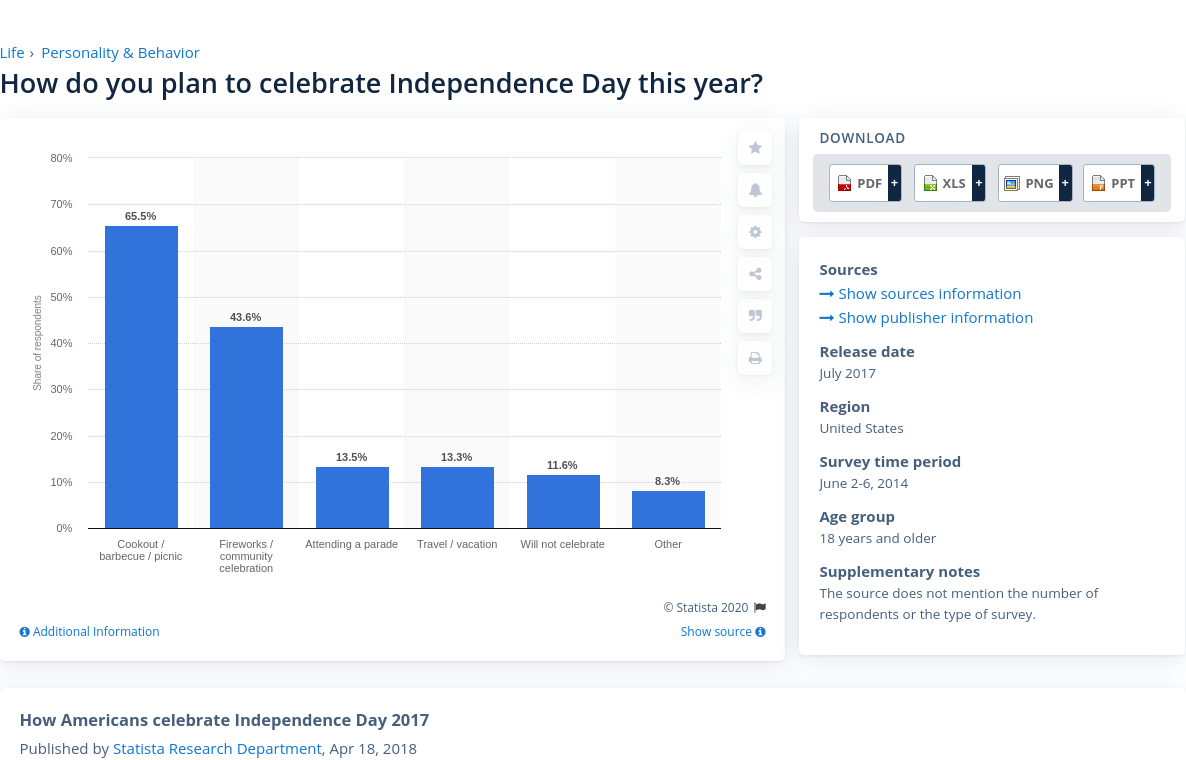 Life › Personality & Behavior
How do you plan to celebrate Independence Day this year?
80%
70%
60%
50%
40%
30%
20%
10%
0%
Share of respondents
65.5%
43.6%
13.5%
13.3%
11.6%
8.3%
Cookout /
barbecue / picnic
Fireworks /
community
celebration
Attending a parade
Travel / vacation
Will not celebrate
Other
© Statista 2020
Additional Information
Show source
DOWNLOAD
PDF + XLS + PNG + PPT +
Sources
Show sources information
Show publisher information
Release date
July 2017
Region
United States
Survey time period
June 2-6, 2014
Age group
18 years and older
Supplementary notes
The source does not mention the number of
respondents or the type of survey.
How Americans celebrate Independence Day 2017
Published by Statista Research Department, Apr 18, 2018